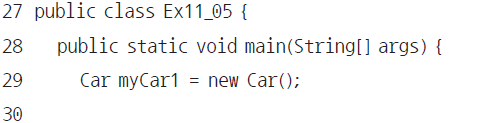 27 public class Ex11_05 {
28 public static void main(String[] args) {
29 Car myCar1 = new Car();
30